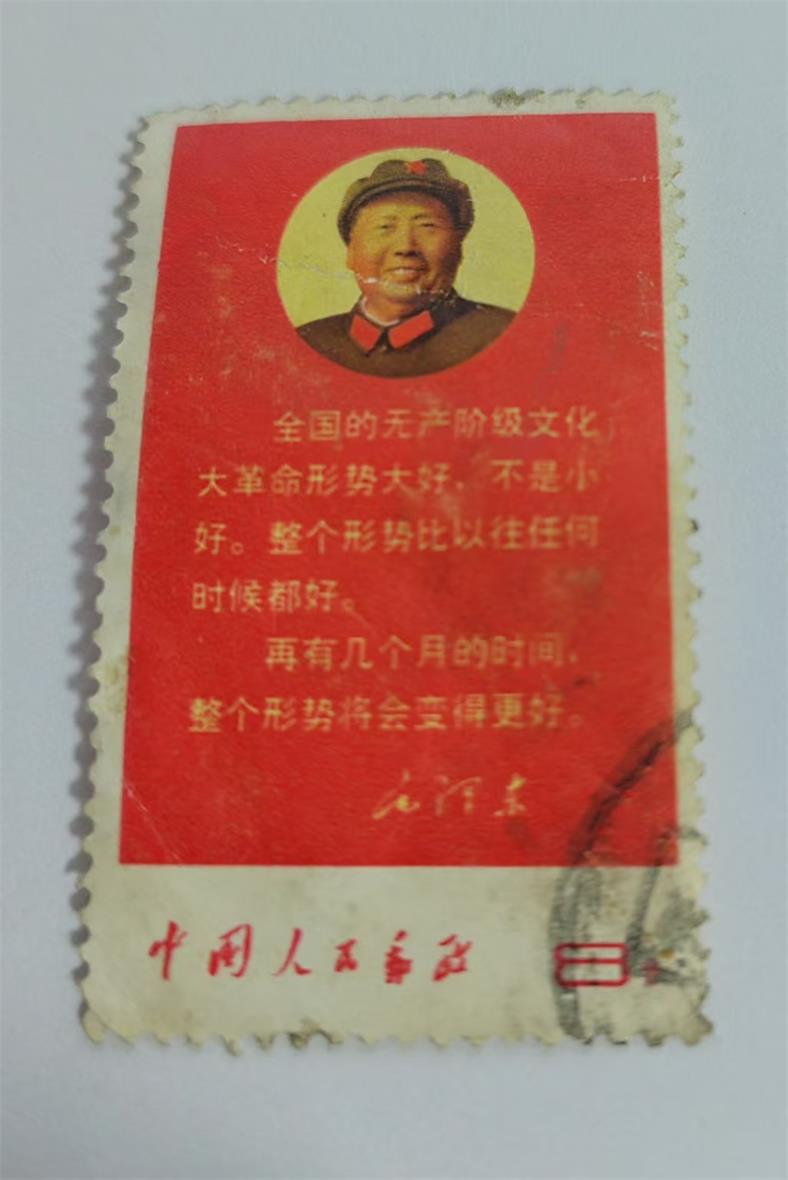 全国的无产阶级文化
大革命形势大好，不是小
好。整个形势比以往任何
时候都好。
再有几个月的时间，
整个形势将会变得更好。
毛泽东
中国人民邮政
8分